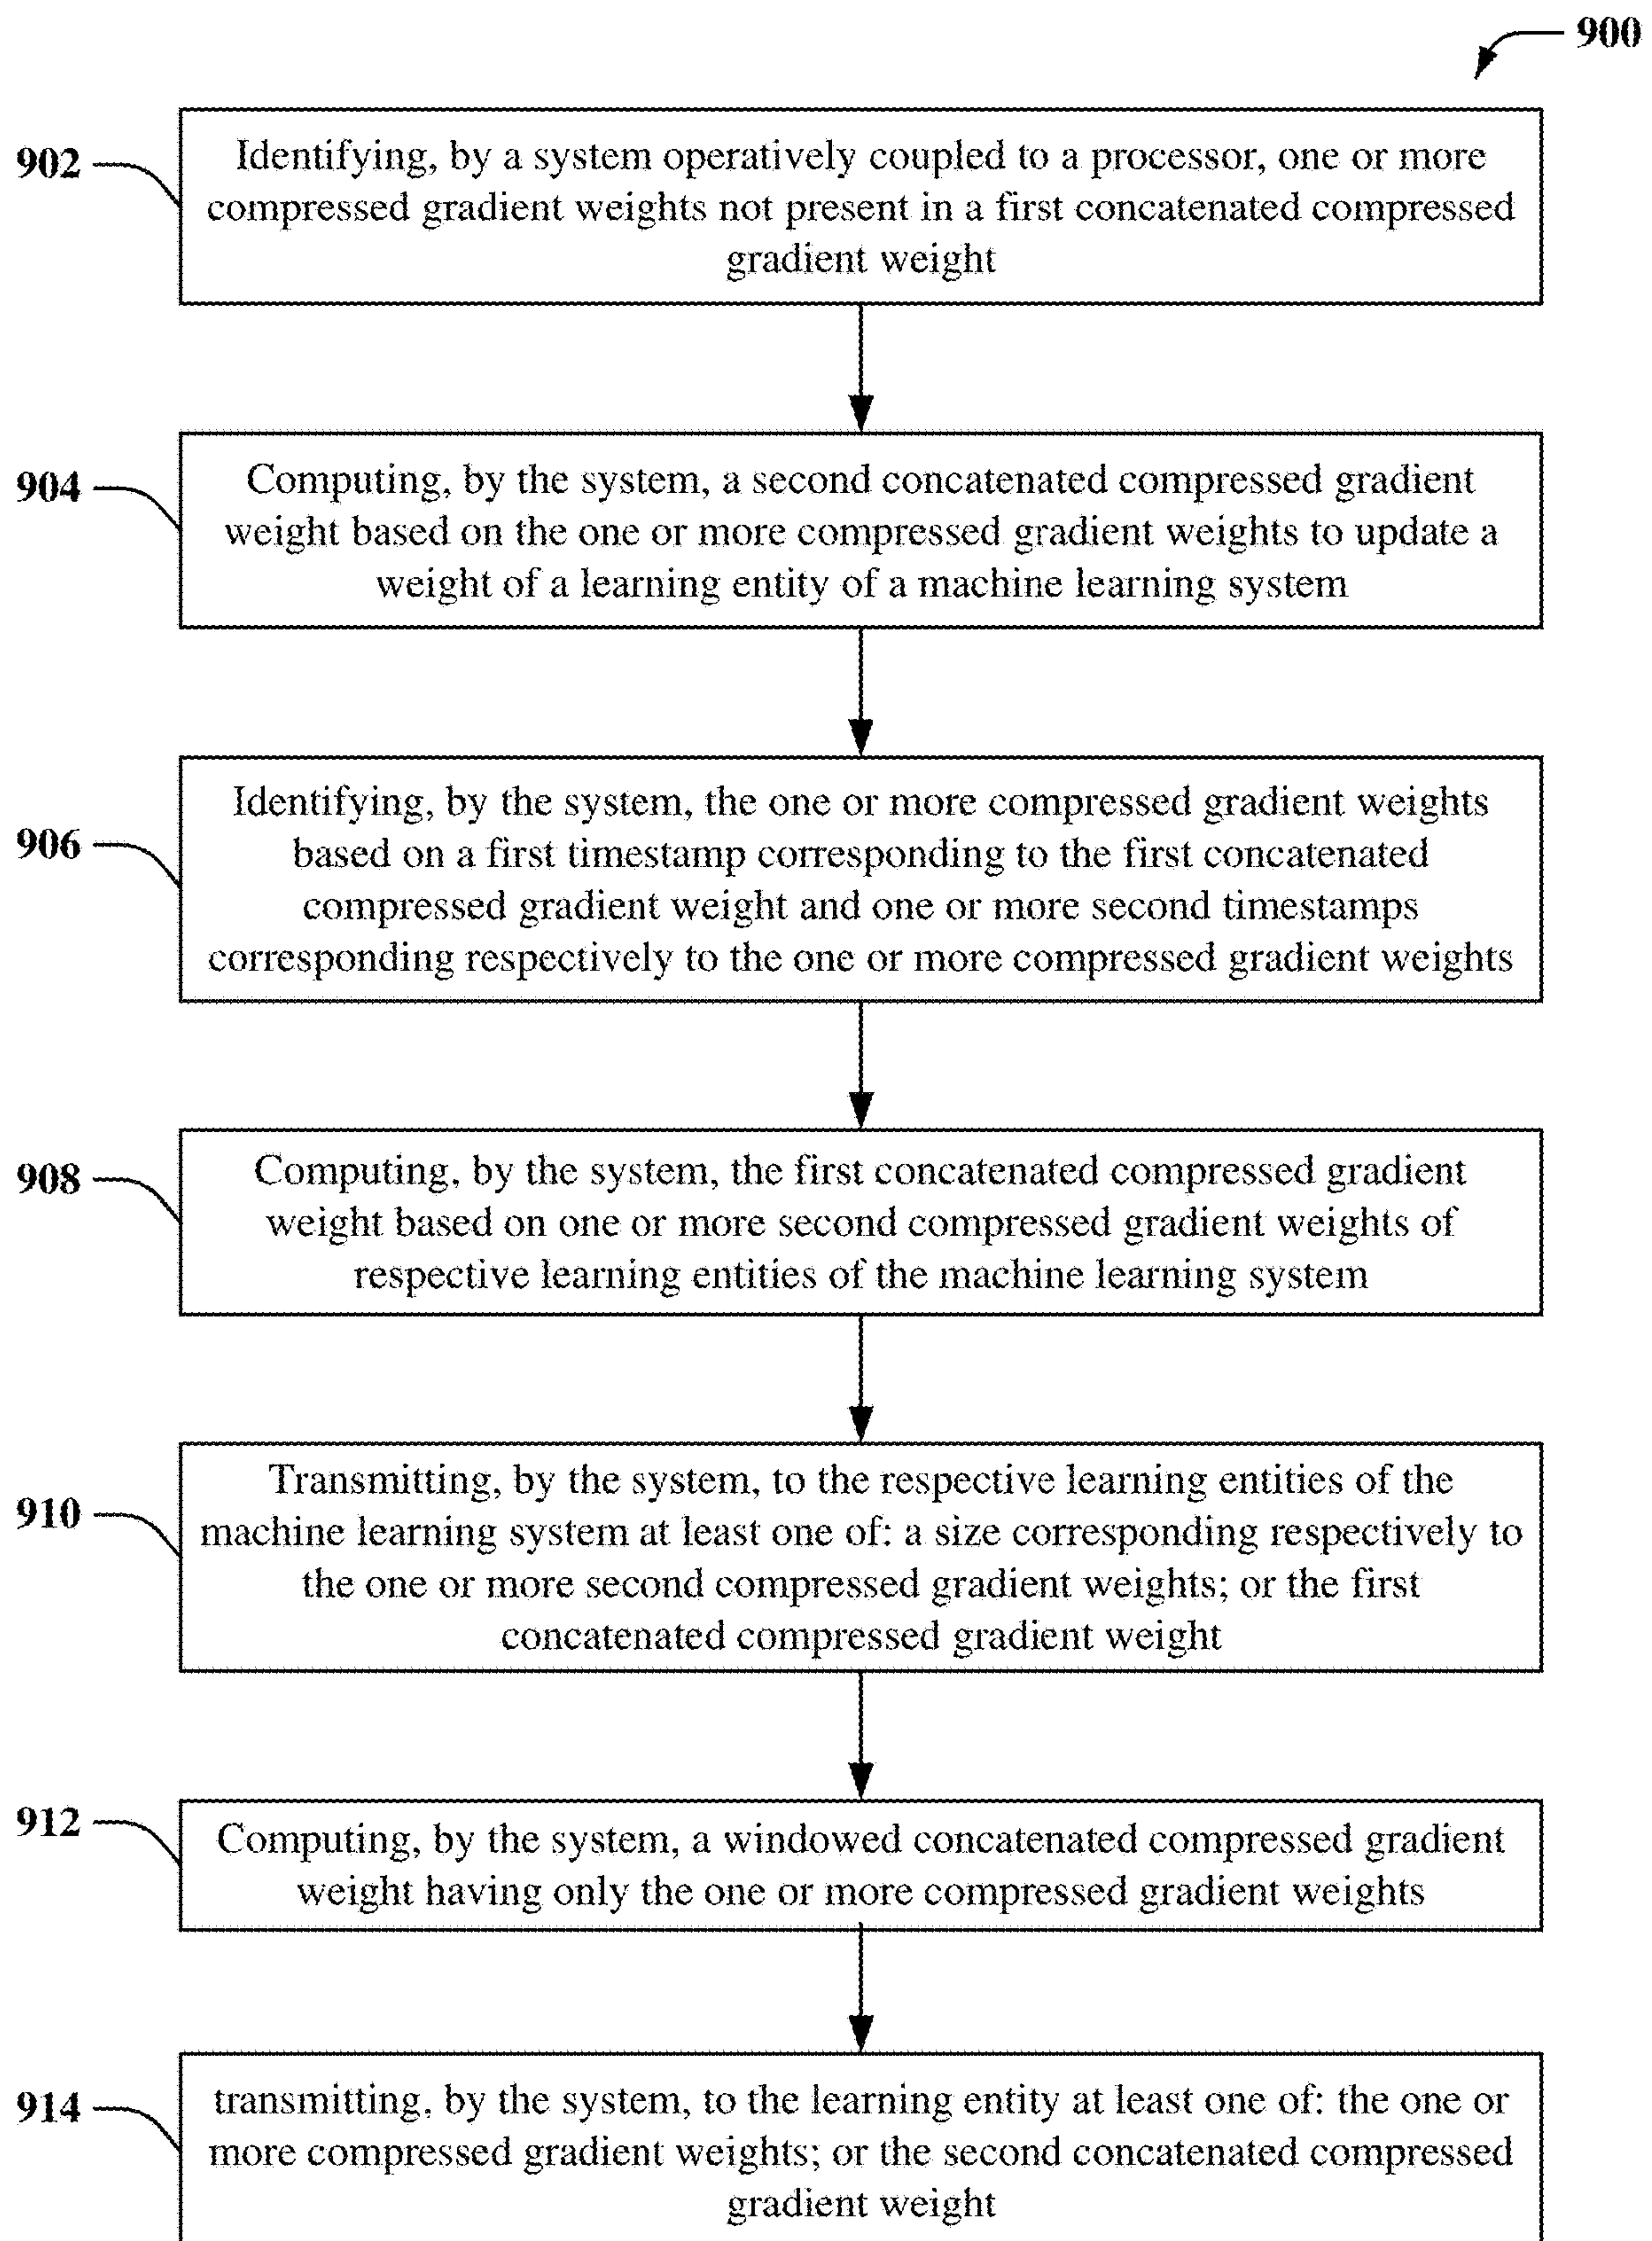 900
902
Identifying, by a system operatively coupled to a processor, one or more
compressed gradient weights not present in a first concatenated compressed
gradient weight
904
Computing, by the system, a second concatenated compressed gradient
weight based on the one or more compressed gradient weights to update a
weight of a learning entity of a machine learning system
906
Identifying, by the system, the one or more compressed gradient weights
based on a first timestamp corresponding to the first concatenated
compressed gradient weight and one or more second timestamps
corresponding respectively to the one or more compressed gradient weights
908
Computing, by the system, the first concatenated compressed gradient
weight based on one or more second compressed gradient weights of
respective learning entities of the machine learning system
910
Transmitting, by the system, to the respective learning entities of the
machine learning system at least one of: a size corresponding respectively to
the one or more second compressed gradient weights; or the first
concatenated compressed gradient weight
912
Computing, by the system, a windowed concatenated compressed gradient
weight having only the one or more compressed gradient weights
914
transmitting, by the system, to the learning entity at least one of: the one or
more compressed gradient weights; or the second concatenated compressed
gradient weight